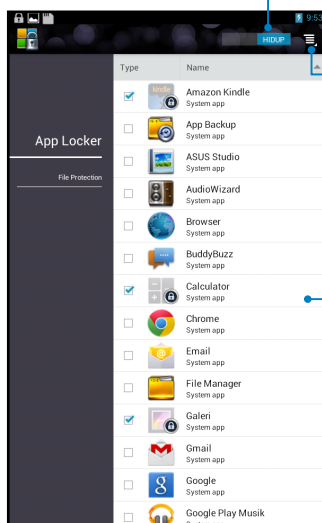 9:53
HIDUP
Type Name
App Locker
File Protection
kindle
Amazon Kindle
System app
App Backup
System app
ASUS Studio
System app
AudioWizard
System app
Browser
System app
BuddyBuzz
System app
Calculator
System app
Chrome
System app
Email
System app
File Manager
System app
Galeri
System app
Gmail
System app
Google
System app
Google Play Musik